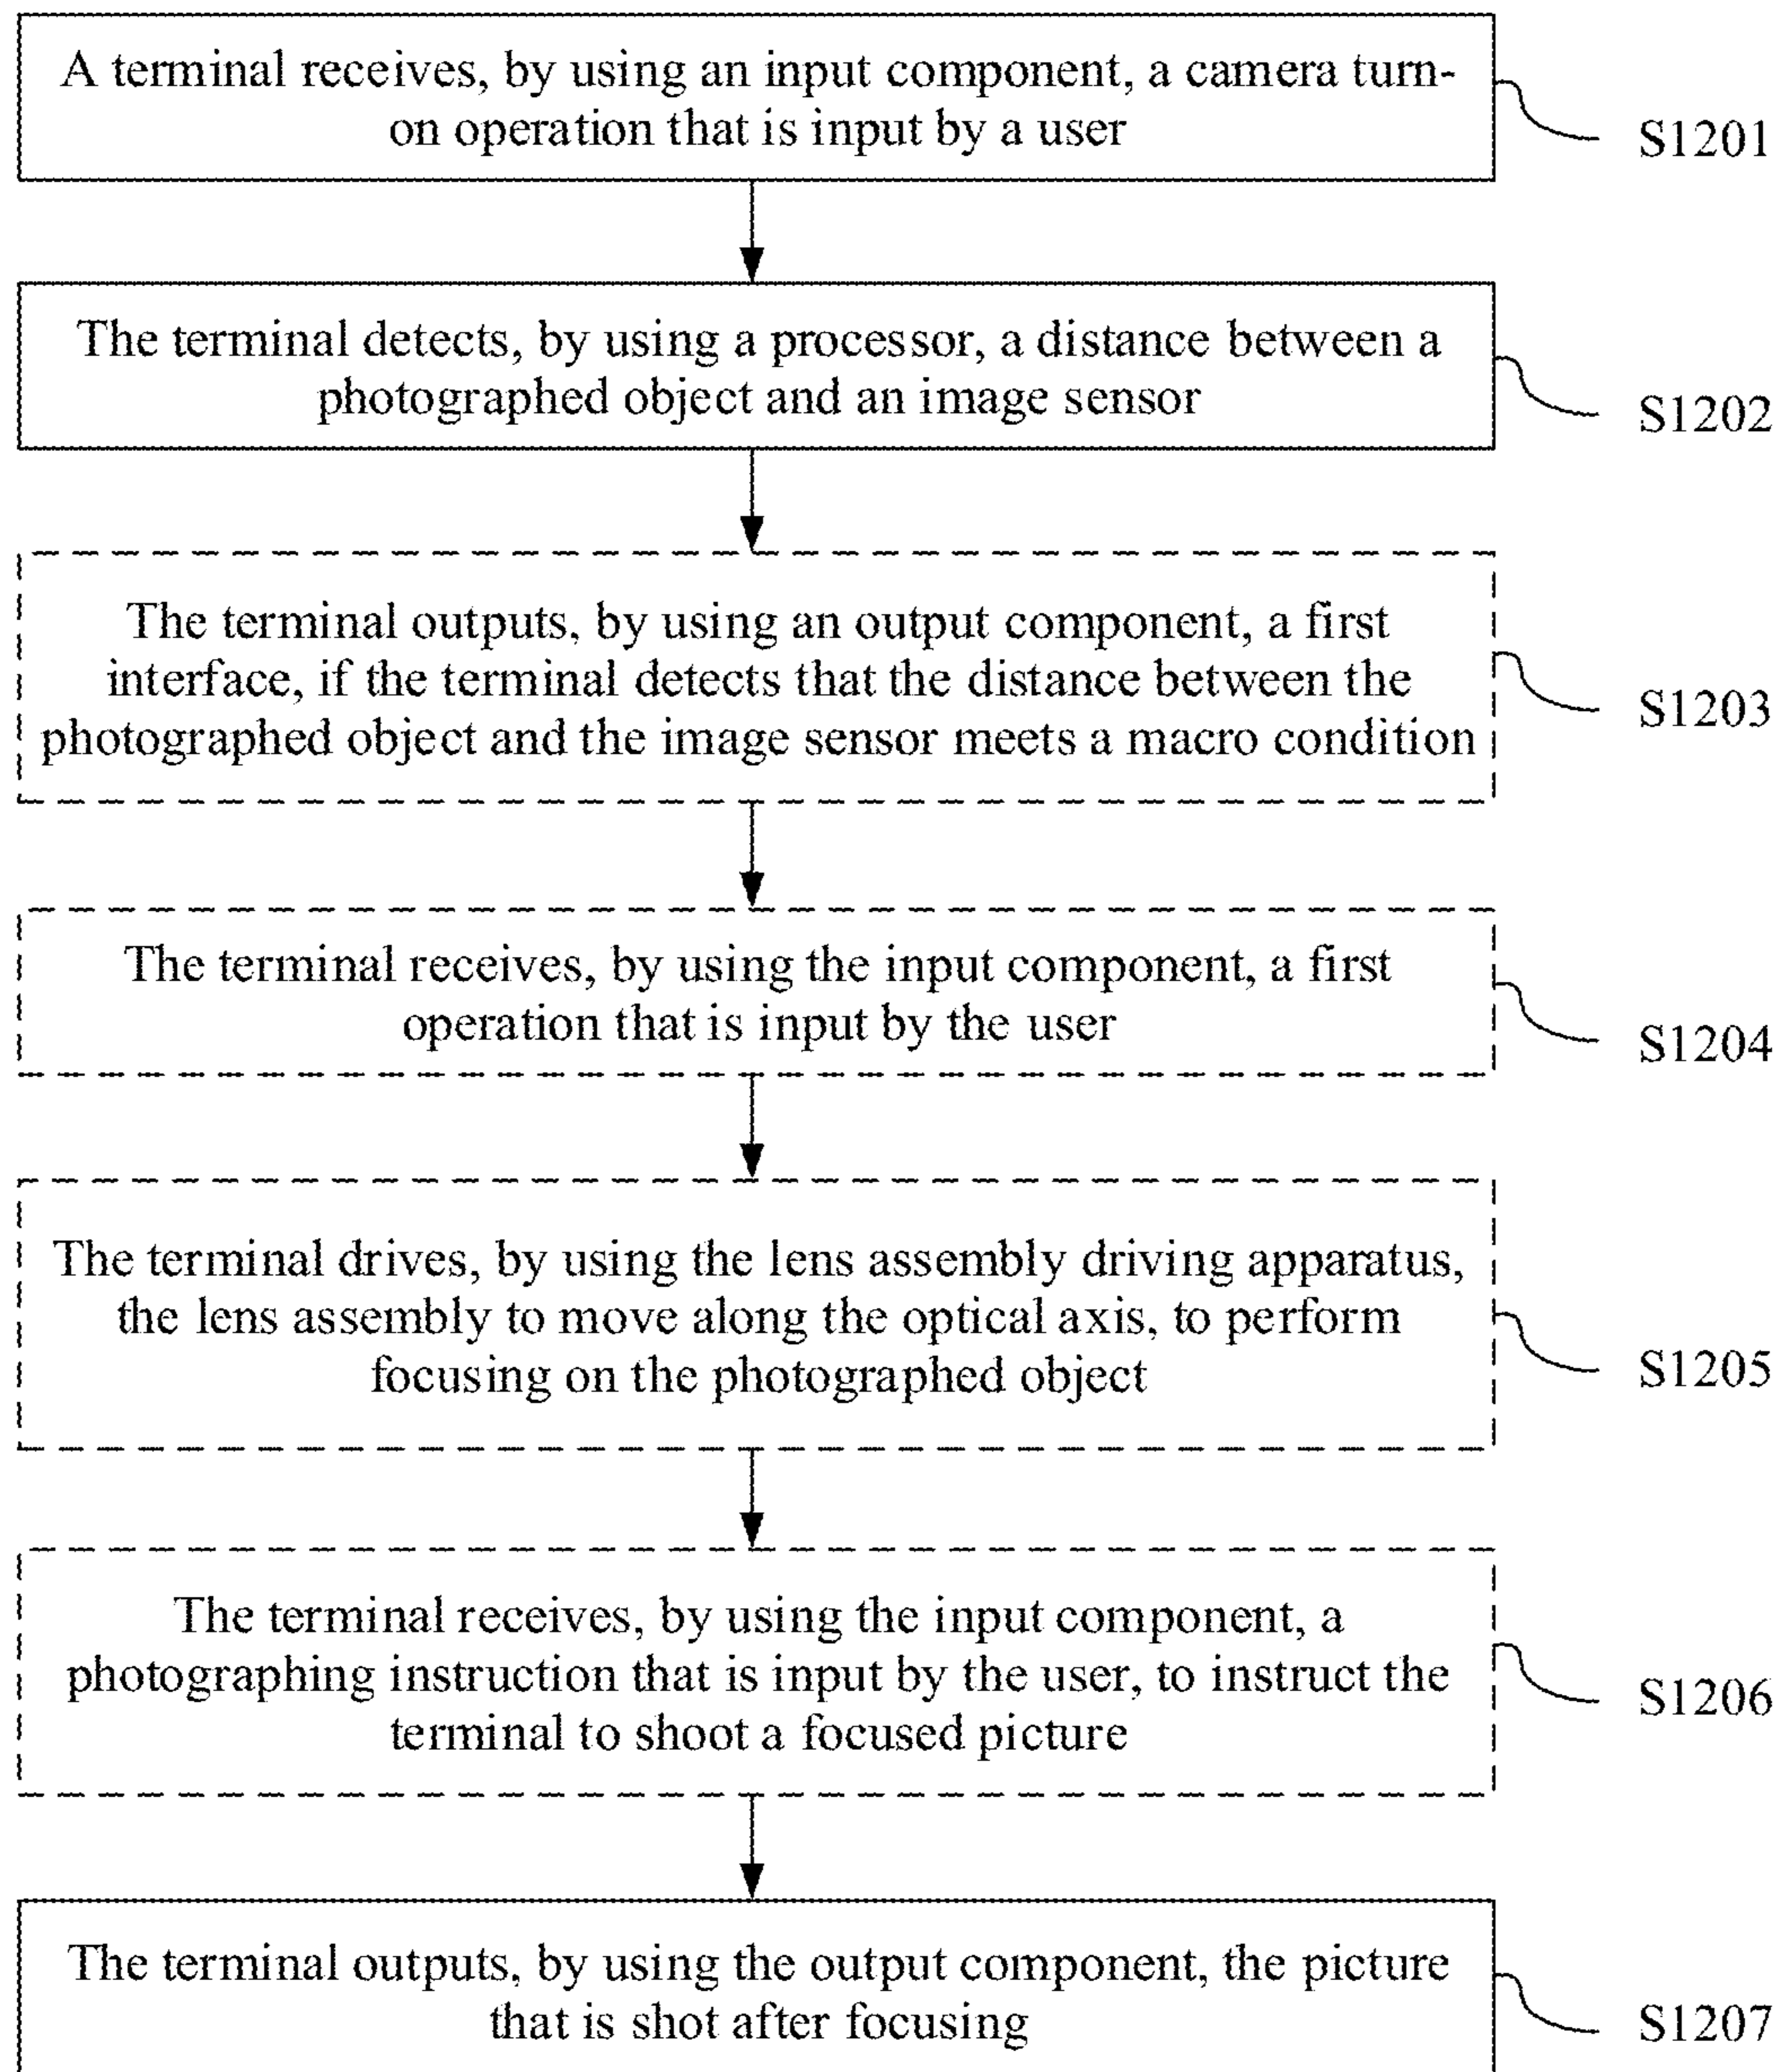 A terminal receives, by using an input component, a camera turn-
on operation that is input by a user
S1201
The terminal detects, by using a processor, a distance between a
photographed object and an image sensor
S1202
The terminal outputs, by using an output component, a first
interface, if the terminal detects that the distance between the
photographed object and the image sensor meets a macro condition
S1203
The terminal receives, by using the input component, a first
operation that is input by the user
S1204
The terminal drives, by using the lens assembly driving apparatus,
the lens assembly to move along the optical axis, to perform
focusing on the photographed object
S1205
The terminal receives, by using the input component, a
photographing instruction that is input by the user, to instruct the
terminal to shoot a focused picture
S1206
The terminal outputs, by using the output component, the picture
that is shot after focusing
S1207